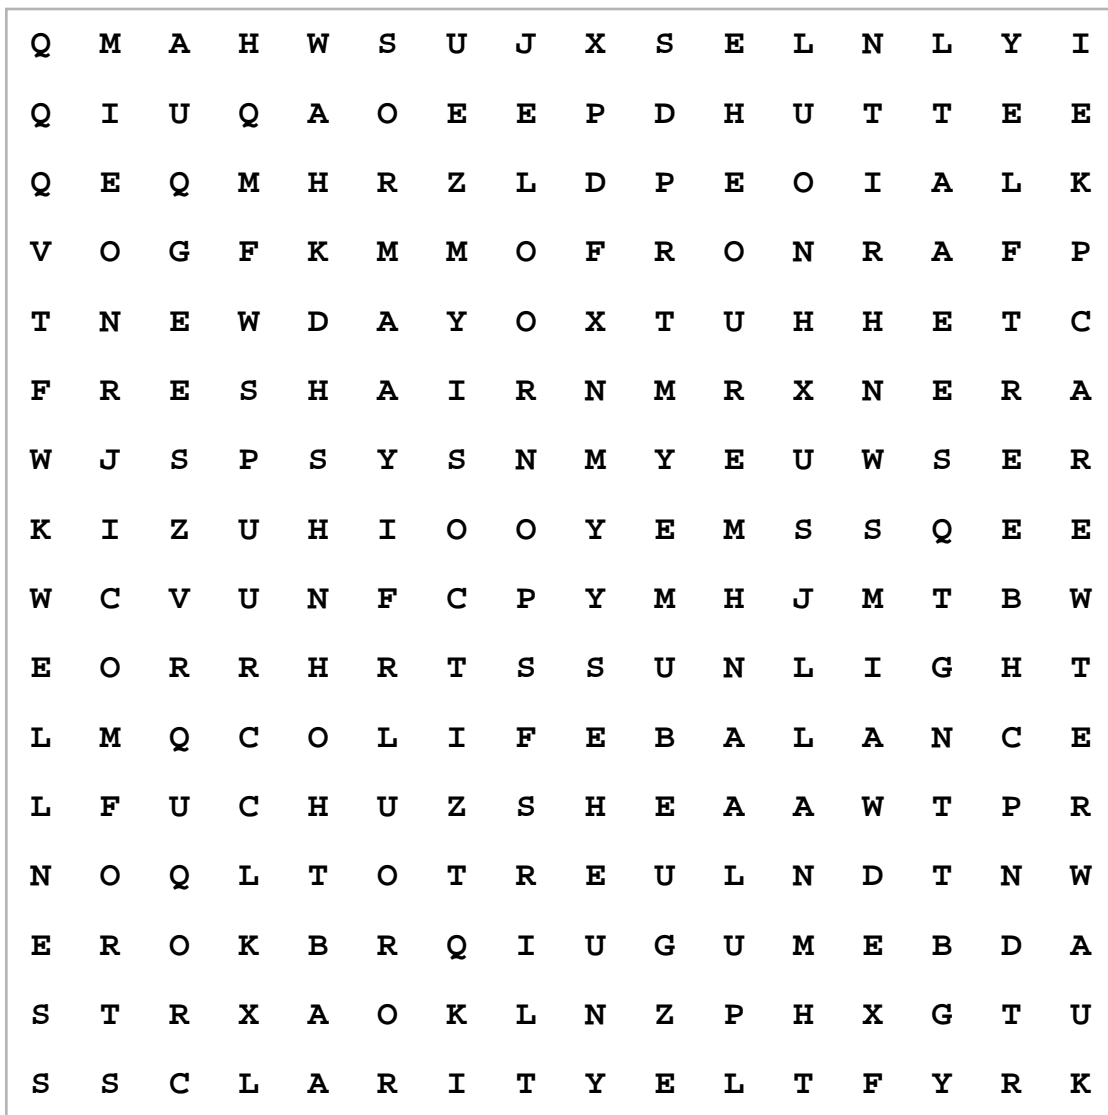 Q M A H W S U J X S E L N L Y I
Q I U Q A O E E P D H U T T E E
Q E Q M H R Z L D P E O I A L K
V O G F K M M O F R O N R A F P
T N E W D A Y O X T U H H E T C
F R E S H A I R N M R X N E R A
W J S P S Y S N M Y E U W S E R
K I Z U H I O O Y E M S S Q E E
W C V U N F C P Y M H J M T B W
E O R R H R T S S U N L I G H T
L M Q C O L I F E B A L A N C E
L F U C H U Z S H E A A W T P R
N O Q L T O T R E U L N D T N W
E R O K B R Q I U G U M E B D A
S T R X A O K L N Z P H X G T U
S S C L A R I T Y E L T F Y R K